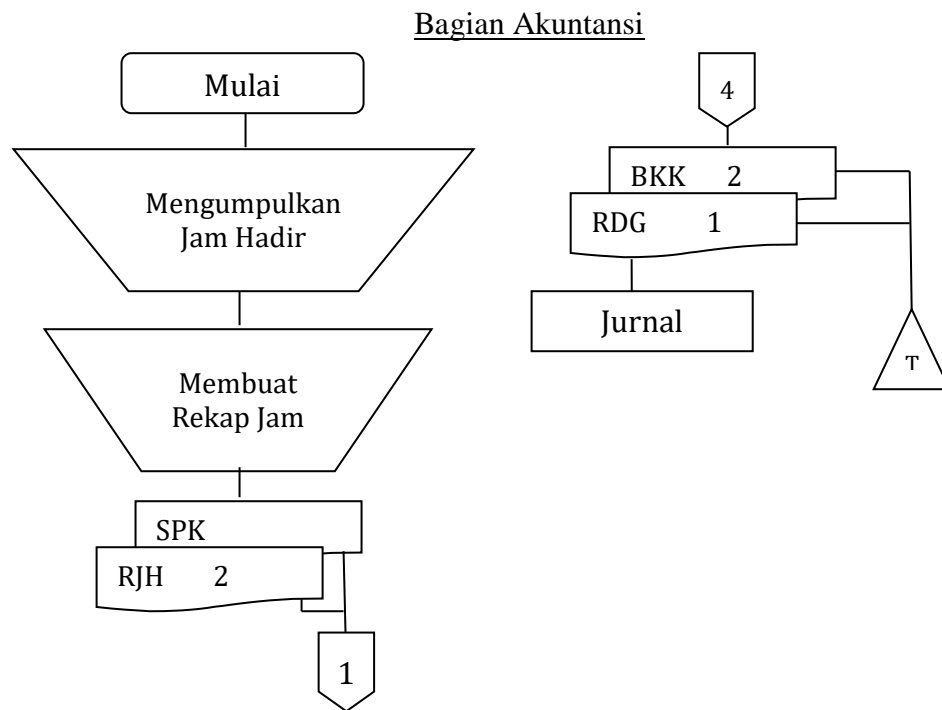 Bagian Akuntansi
Mulai
Mengumpulkan
Jam Hadir
Membuat
Rekap Jam
SPK
RJH 2
1
4
BKK 2
RDG 1
Jurnal
T